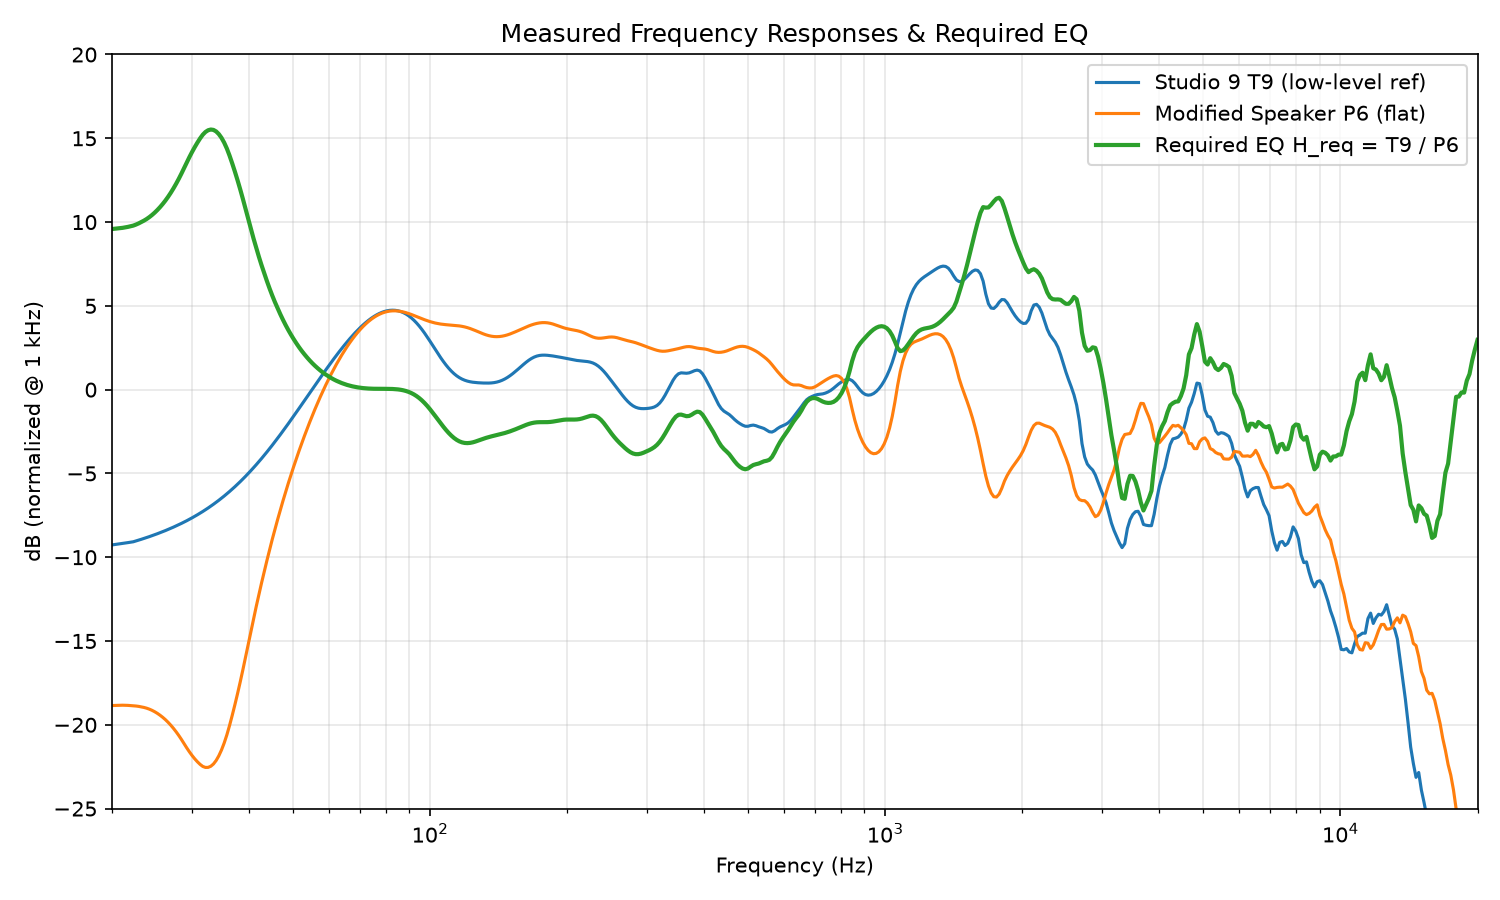 Measured Frequency Responses & Required EQ
Studio 9 T9 (low-level ref)
Modified Speaker P6 (flat)
Required EQ H_req = T9 / P6
dB (normalized @ 1 kHz)
20
15
10
5
0
−5
−10
−15
−20
−25
10²
10³
10⁴
Frequency (Hz)